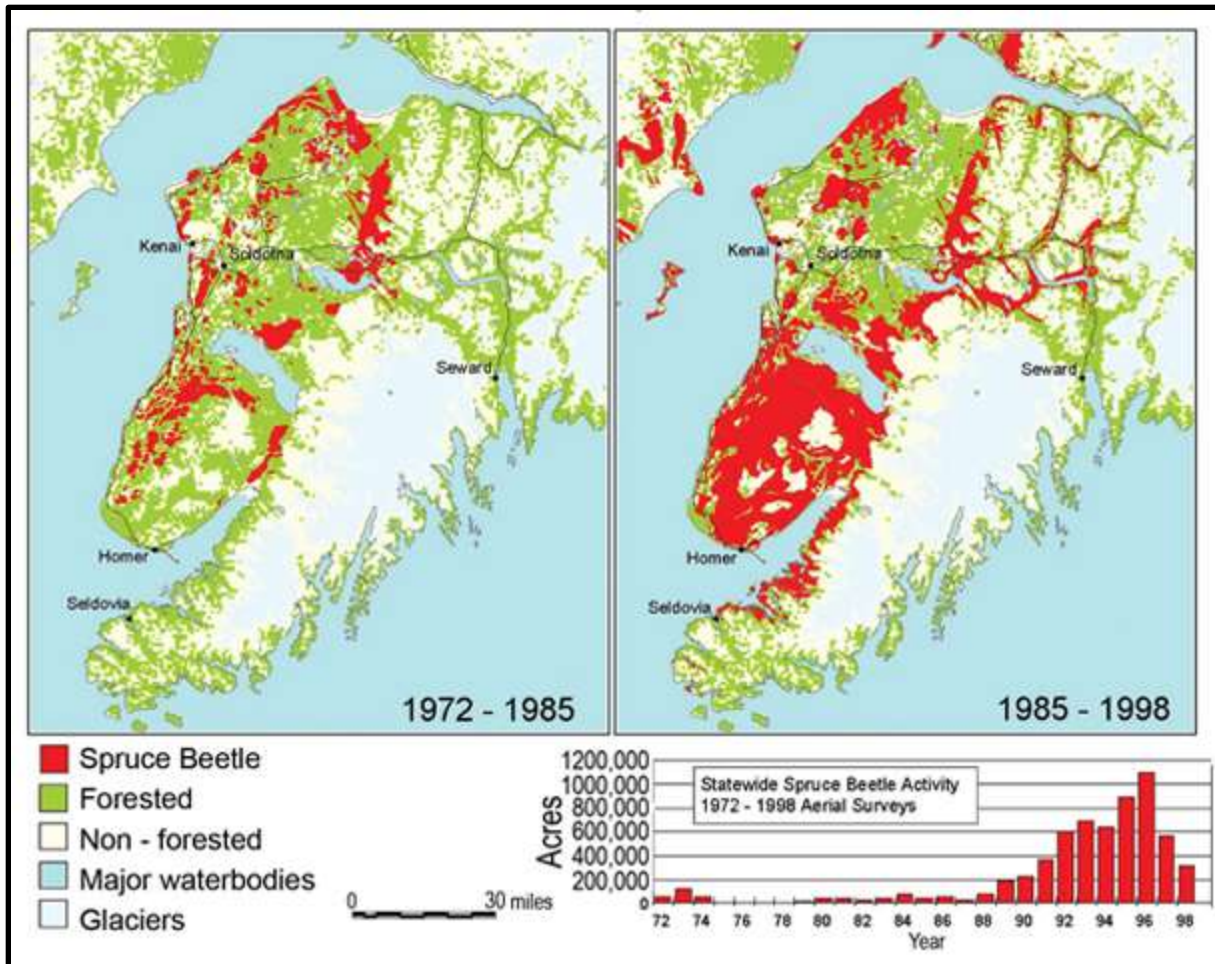 Kenai
Soldotna
Seward
Homer
Seldovia
1972 - 1985
Kenai
Soldotna
Seward
Homer
Seldovia
1985 - 1998
Spruce Beetle
Forested
Non - forested
Major waterbodies
Glaciers
0 30 miles
Statewide Spruce Beetle Activity
1972 - 1998 Aerial Surveys
Acres
1200,000
1000,000
800,000
600,000
400,000
200,000
0
72 74 76 78 80 82 84 86 88 90 92 94 96 98
Year